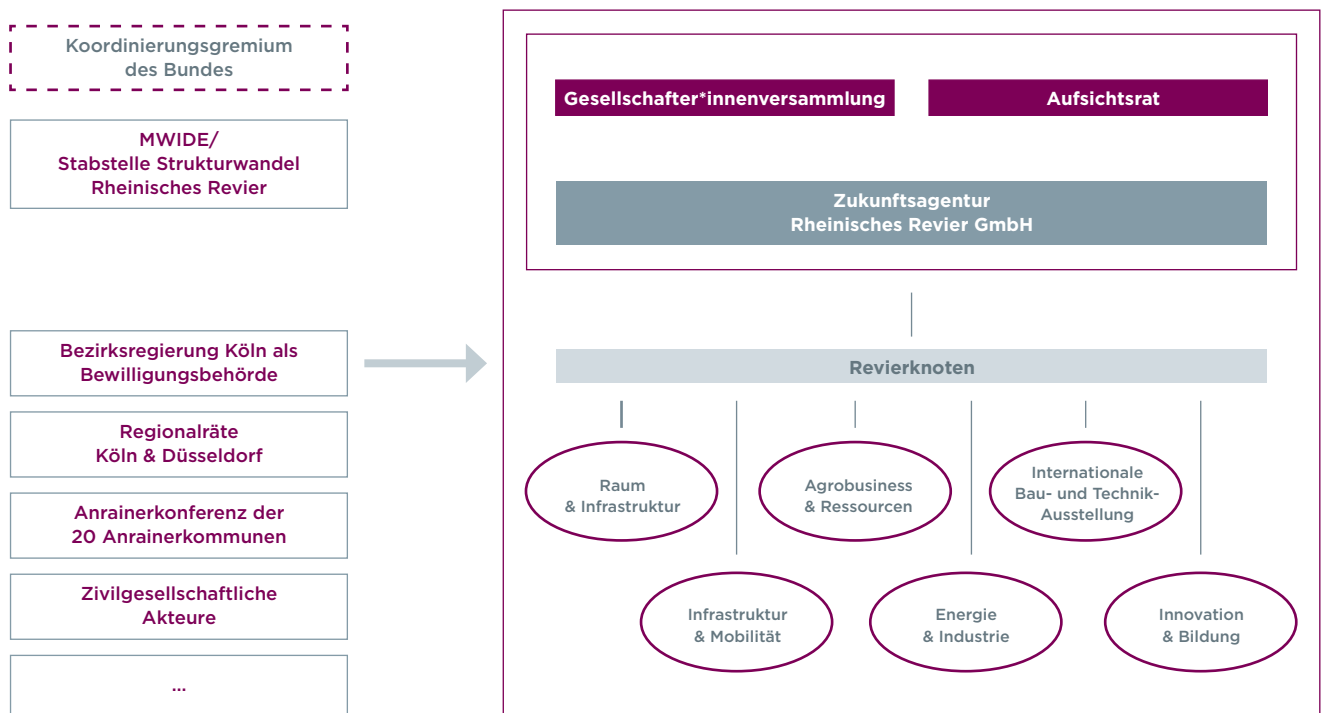 Koordinierungsgremium
des Bundes
MWIDE/
Stabstelle Strukturwandel
Rheinisches Revier
Bezirksregierung Köln als
Bewilligungsbehörde
Regionalräte
Köln & Düsseldorf
Anrainerkonferenz der
20 Anrainerkommunen
Zivilgesellschaftliche
Akteure
...
Gesellschafter*innenversammlung
Aufsichtsrat
Zukunftsagentur
Rheinisches Revier GmbH
Revierknoten
Raum
& Infrastruktur
Agrobusiness
& Ressourcen
Internationale
Bau- und Technik-
Ausstellung
Infrastruktur
& Mobilität
Energie
& Industrie
Innovation
& Bildung